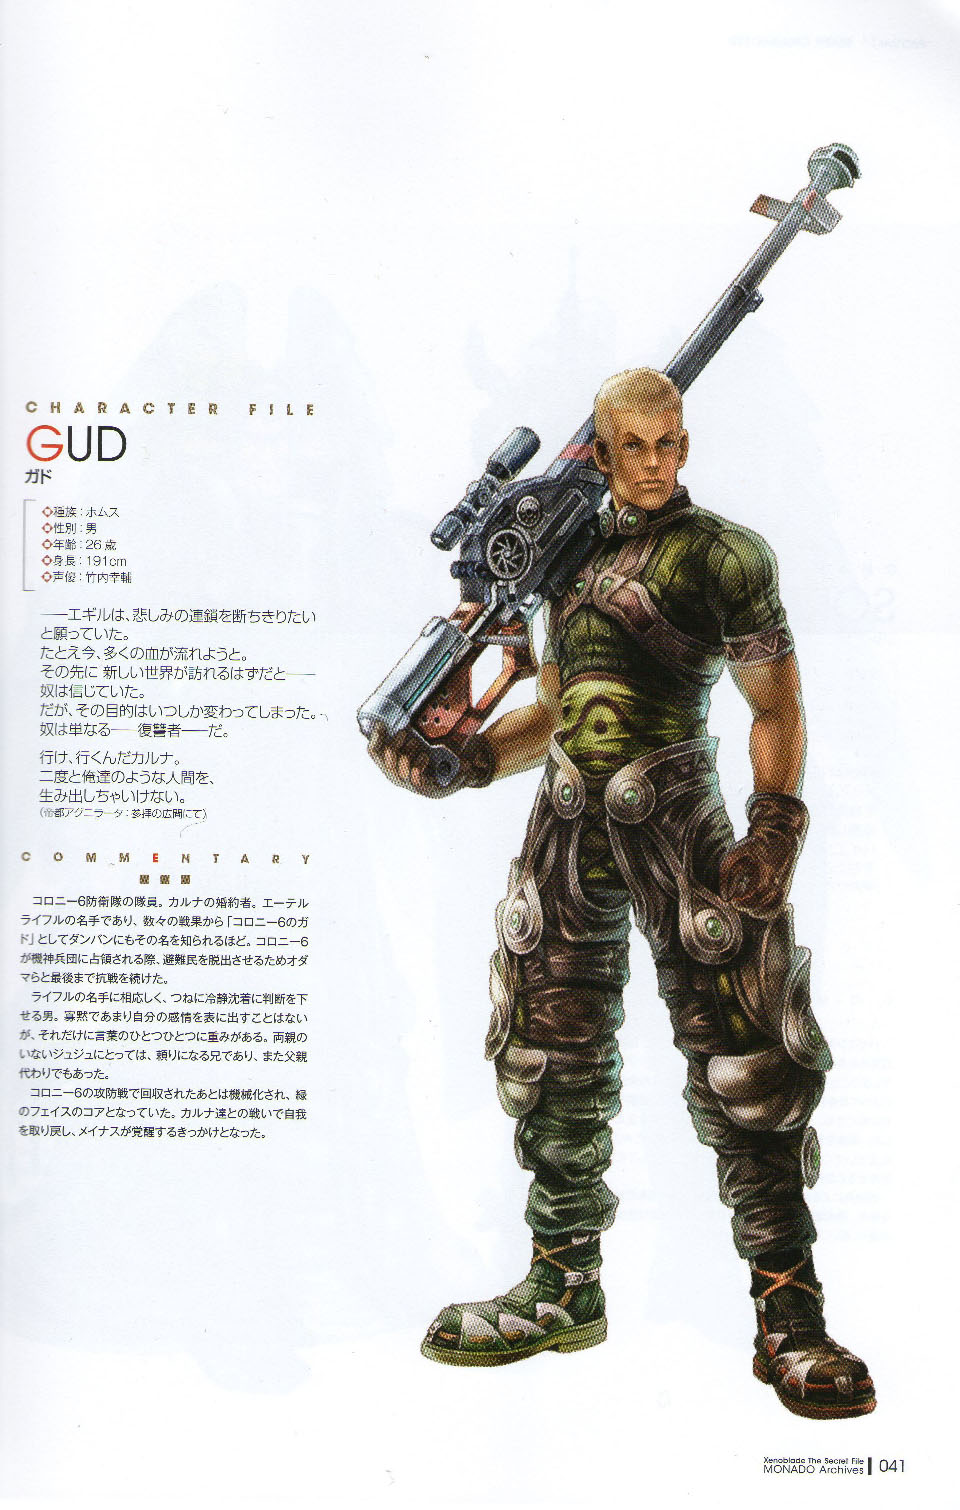 CHARACTER FILE
GUD
ガド
◇種族：ホムス
◇性別：男
◇年齢：26歳
◇身長：191cm
◇声優：竹内幸輔
――エギルは、悲しみの連鎖を断ちきりたい
と願っていた。
たとえ今、多くの血が流れようと。
その先に 新しい世界が訪れるはずだと――
奴は信じていた。
だが、その目的はいつしか変わってしまった。
奴は単なる――復讐者――だ。
行け、行くんだカルナ。
二度と俺達のような人間を、
生み出しちゃいけない。
（帝都アグニラータ：参拝の広間にて）
COMMENTARY
コロニー6防衛隊の隊員。カルナの婚約者。エーテル
ライフルの名手であり、数々の戦果から「コロニー6のガ
ド」としてダンバンにもその名を知られるほど。コロニー6
が機神兵団に占領される際、避難民を脱出させるためオダ
マらと最後まで抗戦を続けた。
ライフルの名手に相応しく、つねに冷静沈着に判断を下
せる男。寡黙であまり自分の感情を表に出すことはない
が、それだけに言葉のひとつひとつに重みがある。両親の
いないジュジュにとっては、頼りになる兄であり、また父親
代わりでもあった。
コロニー6の攻防戦で回収されたあとは機械化され、緑
のフェイスのコアとなっていた。カルナ達との戦いで自我
を取り戻し、メイナスが覚醒するきっかけとなった。
Xenoblade The Secret File
MONADO Archives
041